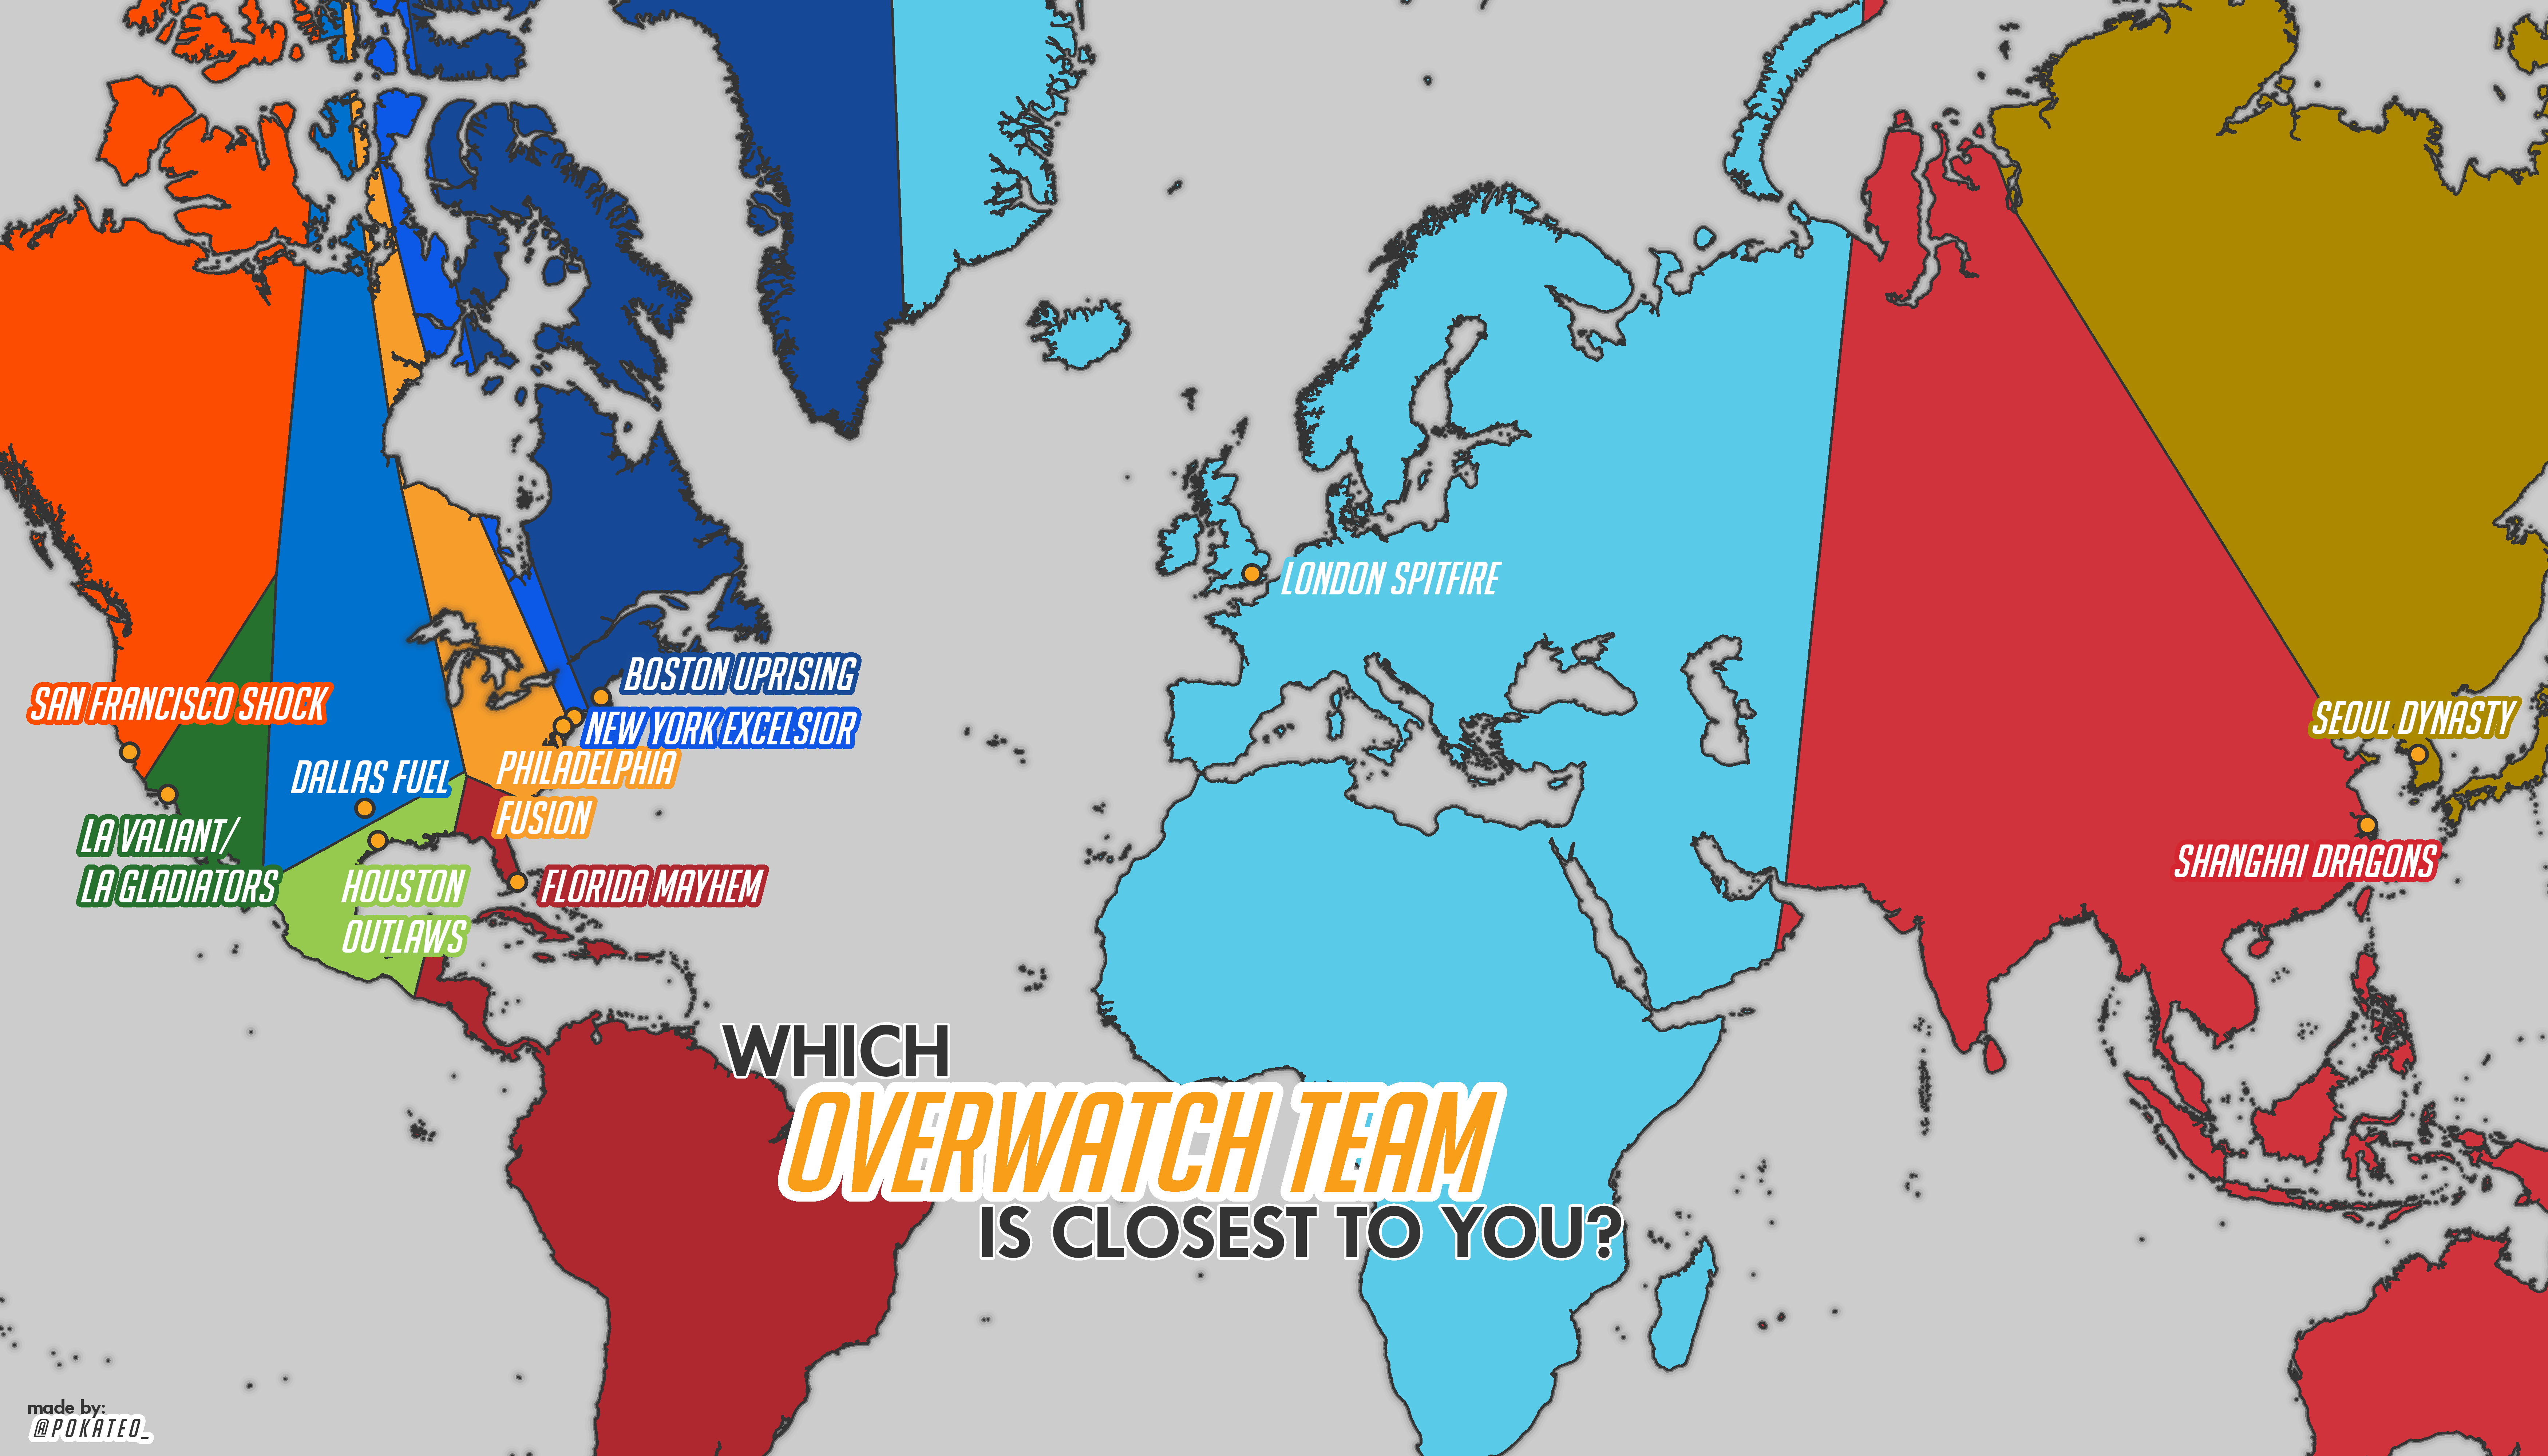 BOSTON UPRISING
SAN FRANCISCO SHOCK
NEW YORK EXCELSIOR
LONDON SPITFIRE
SEOUL DYNASTY
DALLAS FUEL
PHILADELPHIA
FUSION
LA VALIANT/
LA GLADIATORS
HOUSTON
OUTLAWS
FLORIDA MAYHEM
SHANGHAI DRAGONS
WHICH
OVERWATCH TEAM
IS CLOSEST TO YOU?
made by:
@POKATEO_